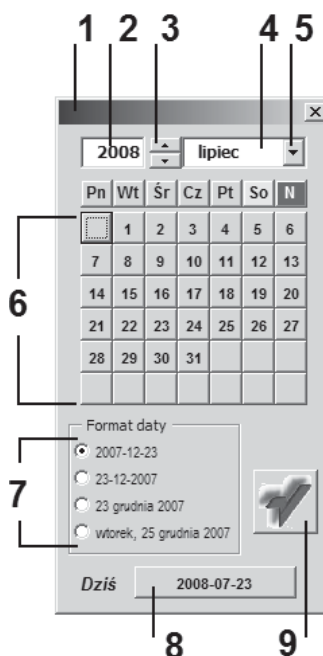 1 2 3 4 5
2008 lipiec
Pn Wt Śr Cz Pt So N
1 2 3 4 5 6
7 8 9 10 11 12 13
14 15 16 17 18 19 20
21 22 23 24 25 26 27
28 29 30 31
6
Format daty
2007-12-23
23-12-2007
23 grudnia 2007
wtorek, 25 grudnia 2007
7
Dziś 2008-07-23
8 9